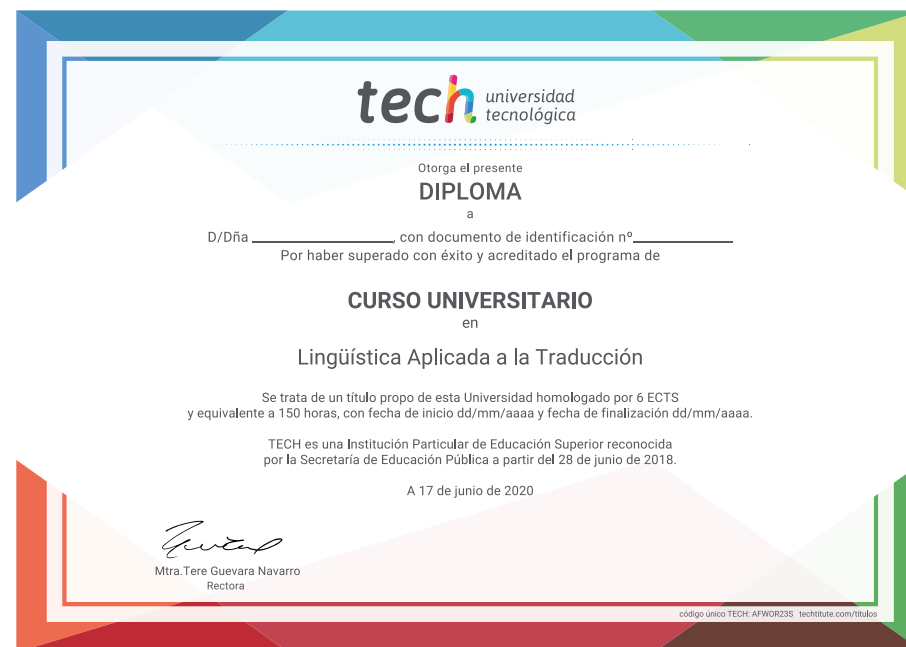 tech universidad
tecnológica
Otorga el presente
DIPLOMA
a
D/Dña ____________________, con documento de identificación nº______________
Por haber superado con éxito y acreditado el programa de
CURSO UNIVERSITARIO
en
Lingüística Aplicada a la Traducción
Se trata de un título propo de esta Universidad homologado por 6 ECTS
y equivalente a 150 horas, con fecha de inicio dd/mm/aaaa y fecha de finalización dd/mm/aaaa.
TECH es una Institución Particular de Educación Superior reconocida
por la Secretaría de Educación Pública a partir del 28 de junio de 2018.
A 17 de junio de 2020
Mtra.Tere Guevara Navarro
Rectora
código único TECH: AFWOR23S techtitute.com/titulos